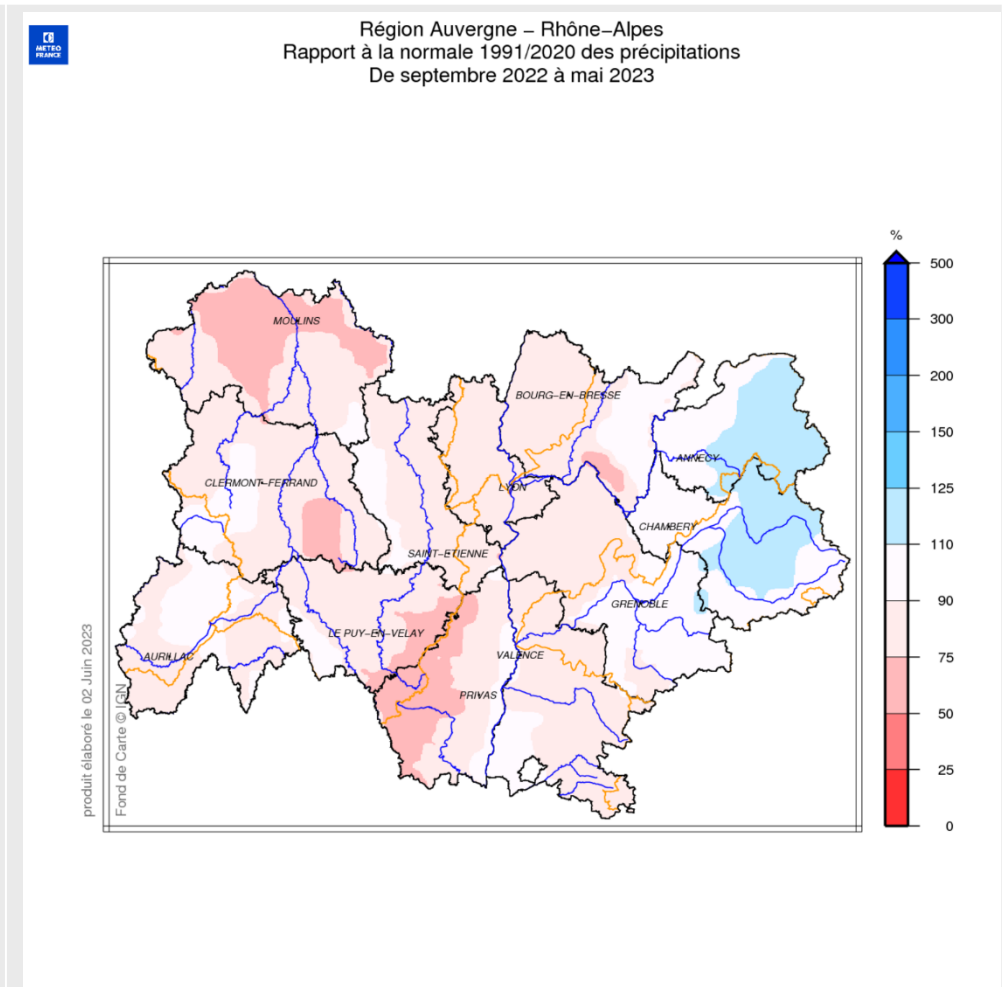 METEO
FRANCE
Région Auvergne – Rhône–Alpes
Rapport à la normale 1991/2020 des précipitations
De septembre 2022 à mai 2023
%
500
300
200
150
125
110
90
75
50
25
0
MOULINS
BOURG–EN–BRESSE
ANNECY
CLERMONT–FERRAND
LYON
CHAMBERY
SAINT–ETIENNE
GRENOBLE
LE PUY–EN–VELAY
AURILLAC
VALENCE
PRIVAS
produit élaboré le 02 Juin 2023
Fond de Carte © IGN